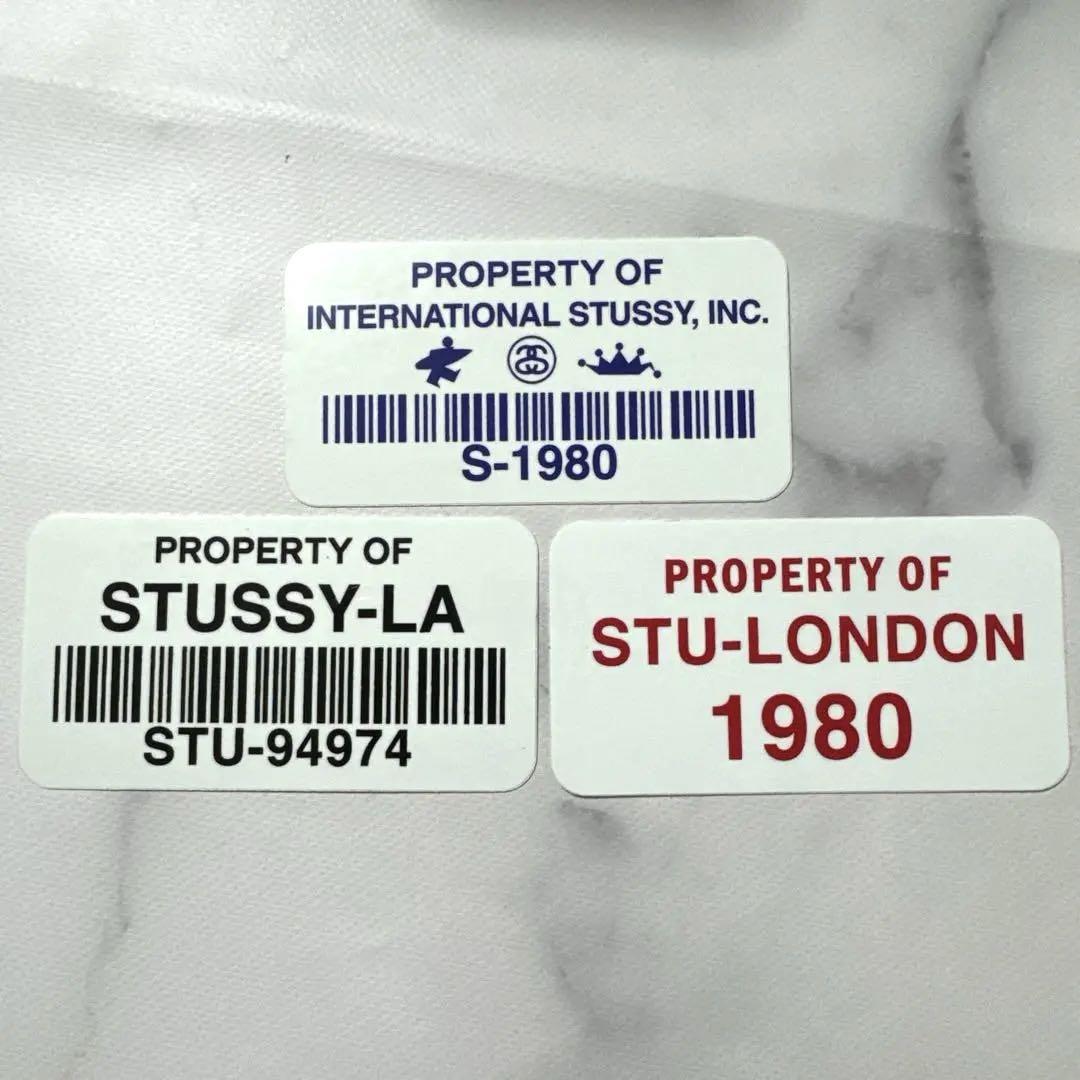 PROPERTY OF
INTERNATIONAL STUSSY, INC.
S-1980
PROPERTY OF
STUSSY-LA
STU-94974
PROPERTY OF
STU-LONDON
1980